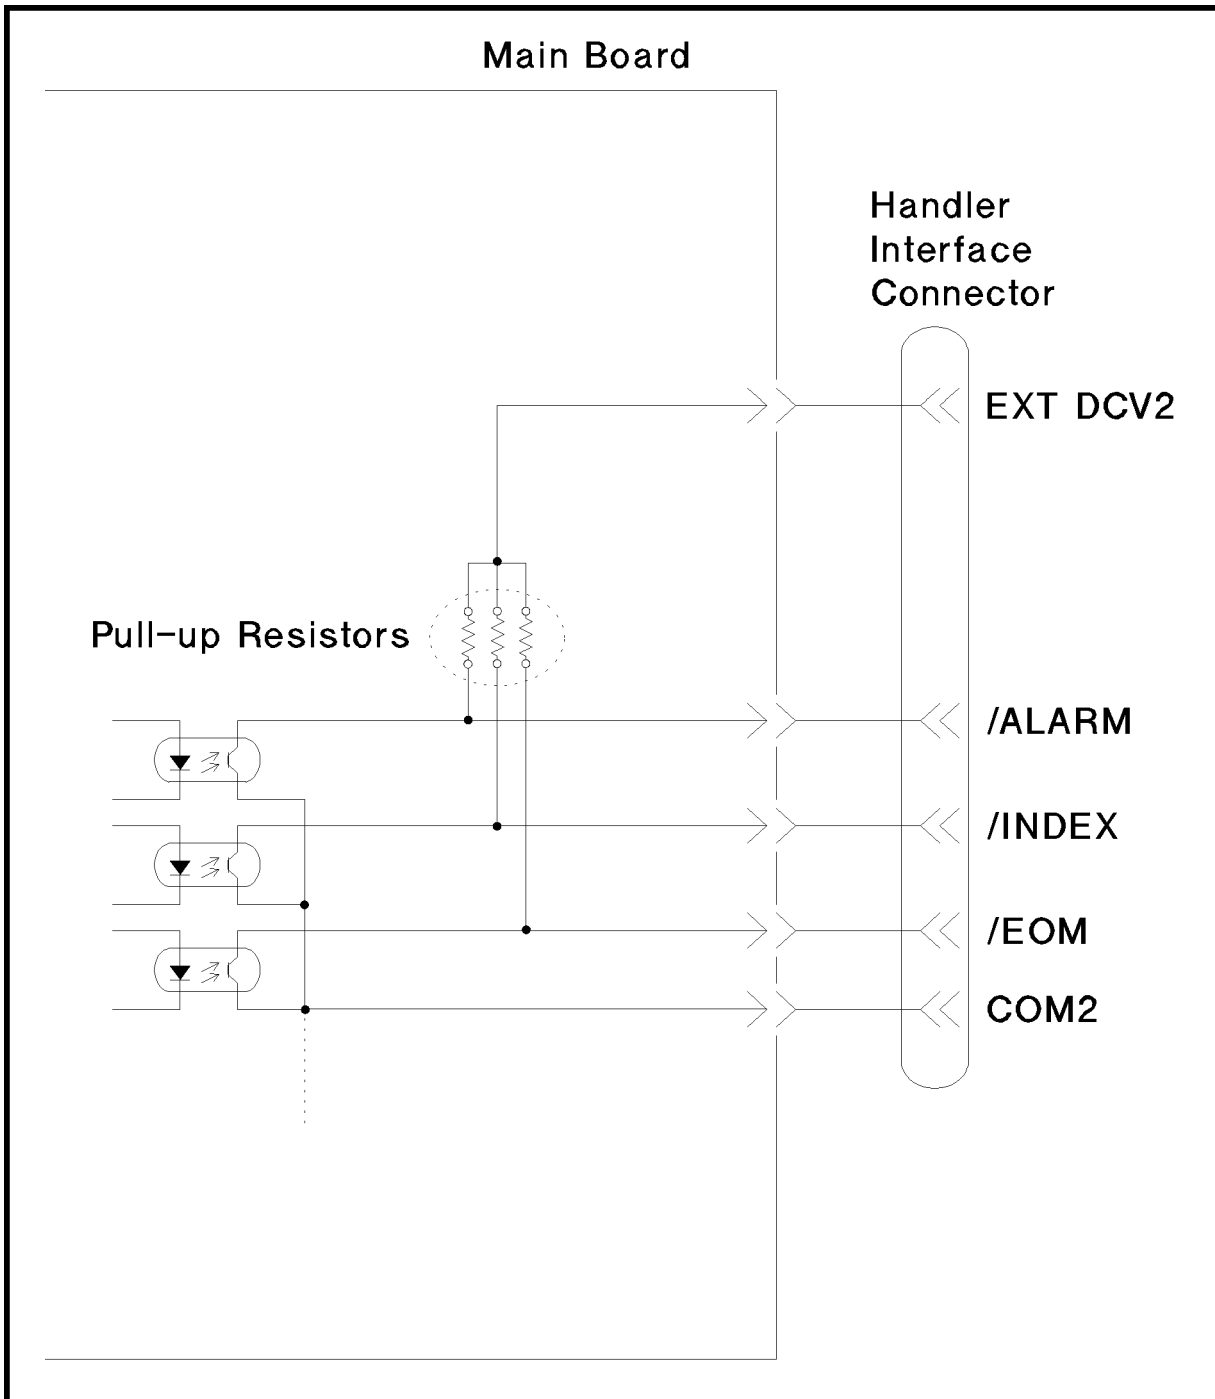 Main Board
Handler
Interface
Connector
EXT DCV2
Pull-up Resistors
/ALARM
/INDEX
/EOM
COM2